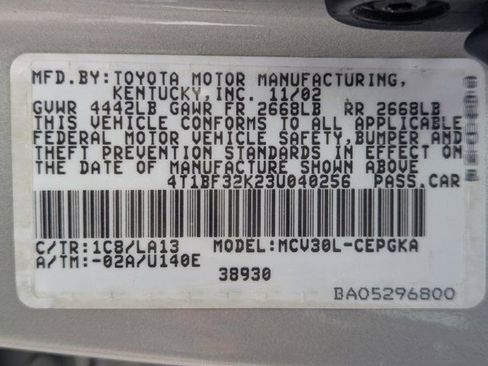 MFD.BY: TOYOTA MOTOR MANUFACTURING,
KENTUCKY, INC. 11/02
GVWR 4442LB GAWR FR 2668LB RR 2668LB
THIS VEHICLE CONFORMS TO ALL APPLICABLE
FEDERAL MOTOR VEHICLE SAFETY, BUMPER AND
THEFT PREVENTION STANDARDS IN EFFECT ON
THE DATE OF MANUFACTURE SHOWN ABOVE.
4T1BF32K23U040256 PASS.CAR
C/TR:1C8/LA13 MODEL:MCV30L-CEPGKA
A/TM:-02A/U140E
38930
BA05296800